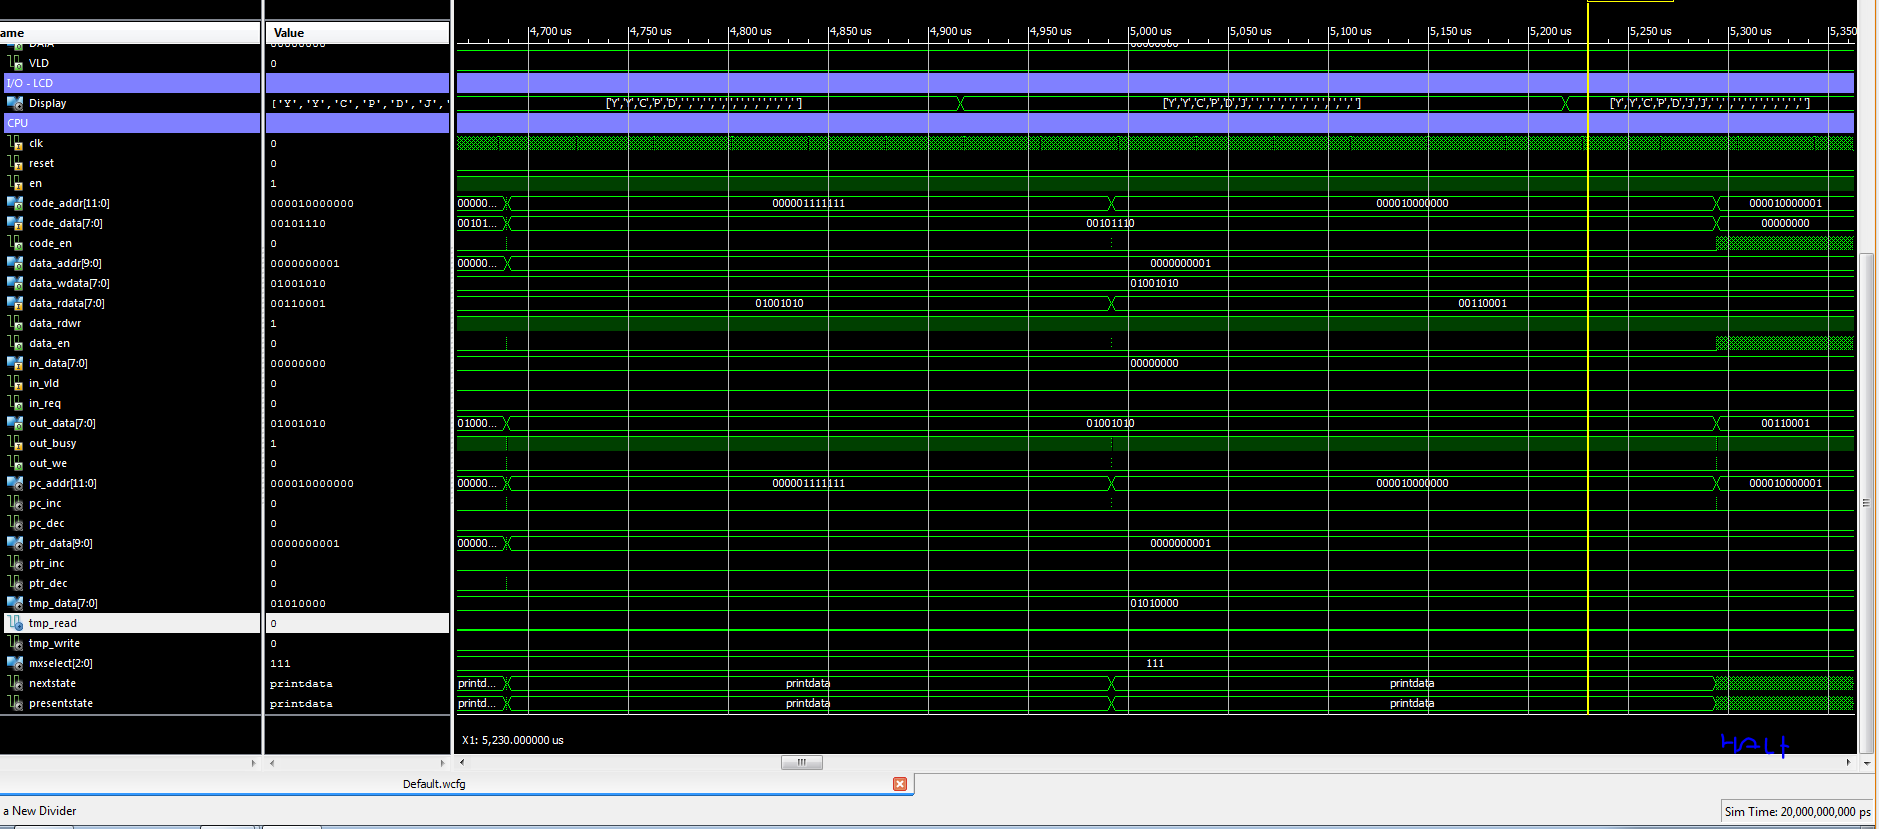 ame Value
4,700 us 4,750 us 4,800 us 4,850 us 4,900 us 4,950 us 5,000 us 5,050 us 5,100 us 5,150 us 5,200 us 5,250 us 5,300 us 5,350
DATA 00000000 00000000
VLD 0
I/O - LCD
Display ['Y','Y','C','P','D','J',' ['Y','Y','C','P','D',' ',' ',' ',' ',' ',' ',' ',' ',' ',' ',' '] ['Y','Y','C','P','D','J',' ',' ',' ',' ',' ',' ',' ',' ',' ',' '] ['Y','Y','C','P','D','J','J',' ',' ',' ',' ',' ',' ',' ',' ',' ']
CPU
clk 0
reset 0
en 1
code_addr[11:0] 000010000000 00000... 000001111111 000010000000 000010000001
code_data[7:0] 00101110 00101... 00101110 00000000
code_en 0
data_addr[9:0] 0000000001 00000... 0000000001
data_wdata[7:0] 01001010 01001010
data_rdata[7:0] 00110001 01001010 00110001
data_rdwr 1
data_en 0
in_data[7:0] 00000000 00000000
in_vld 0
in_req 0
out_data[7:0] 01001010 01000... 01001010 00110001
out_busy 1
out_we 0
pc_addr[11:0] 000010000000 00000... 000001111111 000010000000 000010000001
pc_inc 0
pc_dec 0
ptr_data[9:0] 0000000001 00000... 0000000001
ptr_inc 0
ptr_dec 0
tmp_data[7:0] 01010000 01010000
tmp_read 0
tmp_write 0
mxselect[2:0] 111 111
nextstate printdata printd... printdata printdata
presentstate printdata printd... printdata printdata
X1: 5,230.000000 us
HALt
Default.wcfg
a New Divider
Sim Time: 20,000,000,000 ps